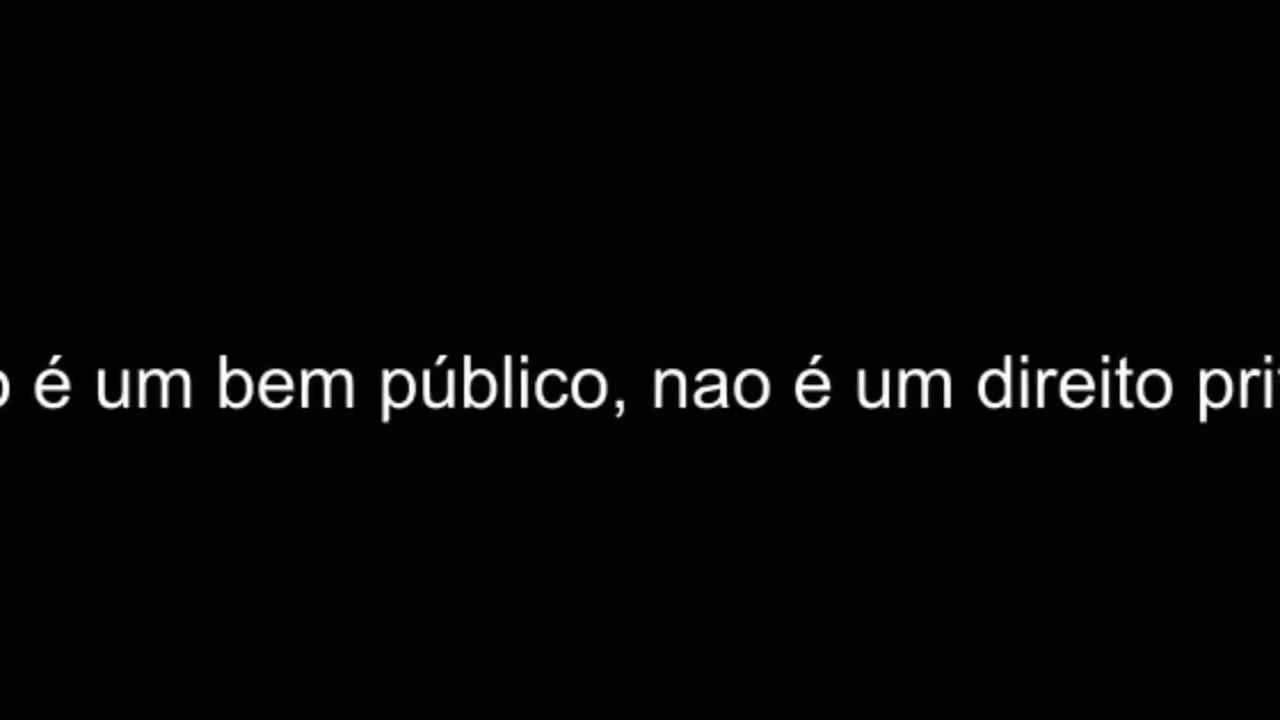 é um bem público, nao é um direito